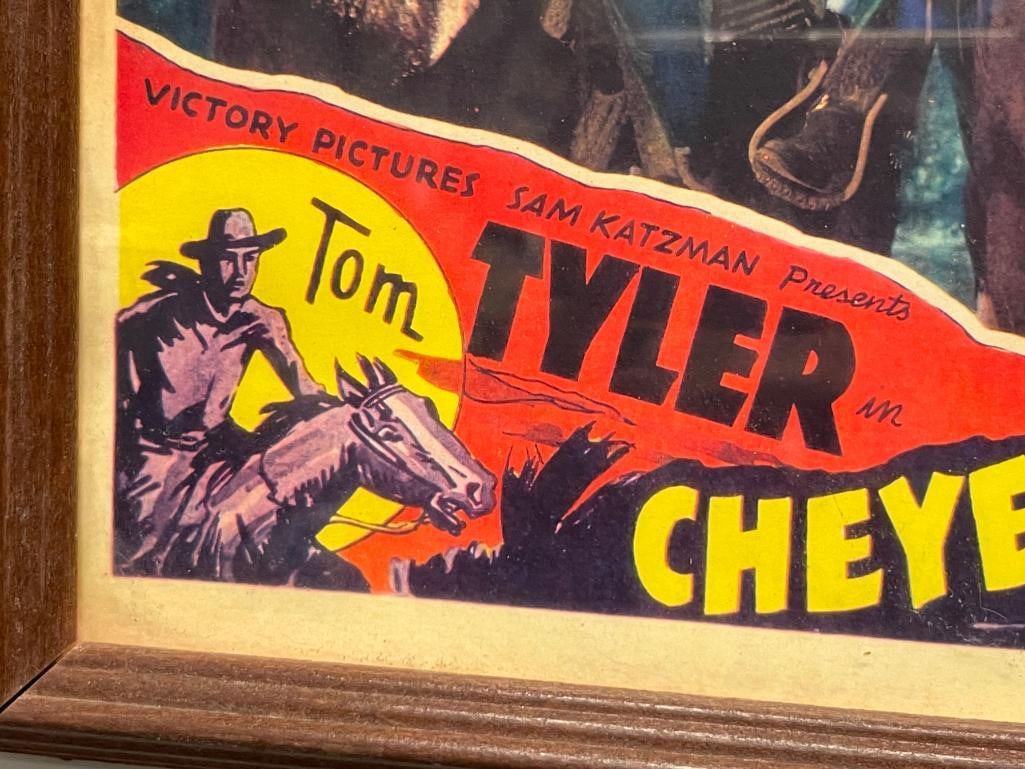 VICTORY PICTURES SAM KATZMAN Presents
Tom
TYLER in
CHEYE